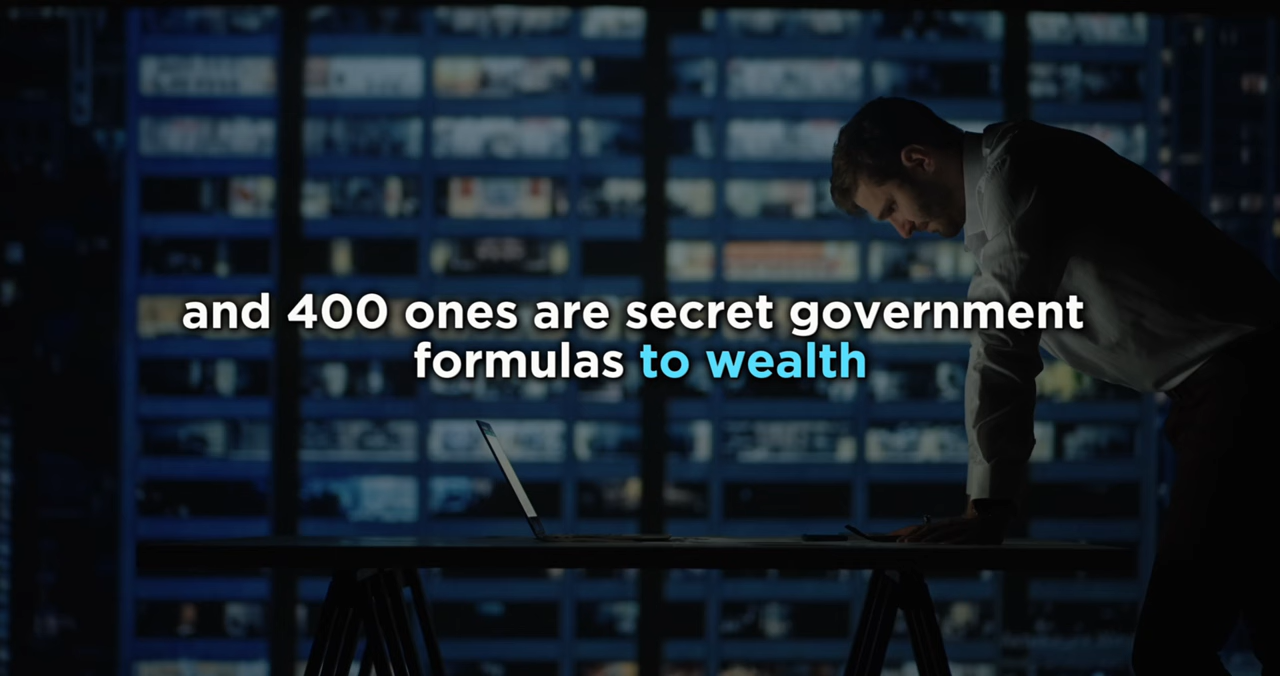 and 400 ones are secret government
formulas to wealth